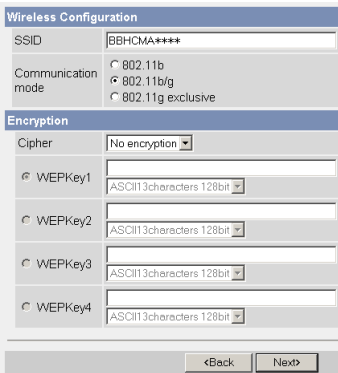 Wireless Configuration
SSID BBHCMA****
Communication mode
802.11b
802.11b/g
802.11g exclusive
Encryption
Cipher No encryption
WEPKey1
ASCII13characters 128bit
WEPKey2
ASCII13characters 128bit
WEPKey3
ASCII13characters 128bit
WEPKey4
ASCII13characters 128bit
<Back Next>